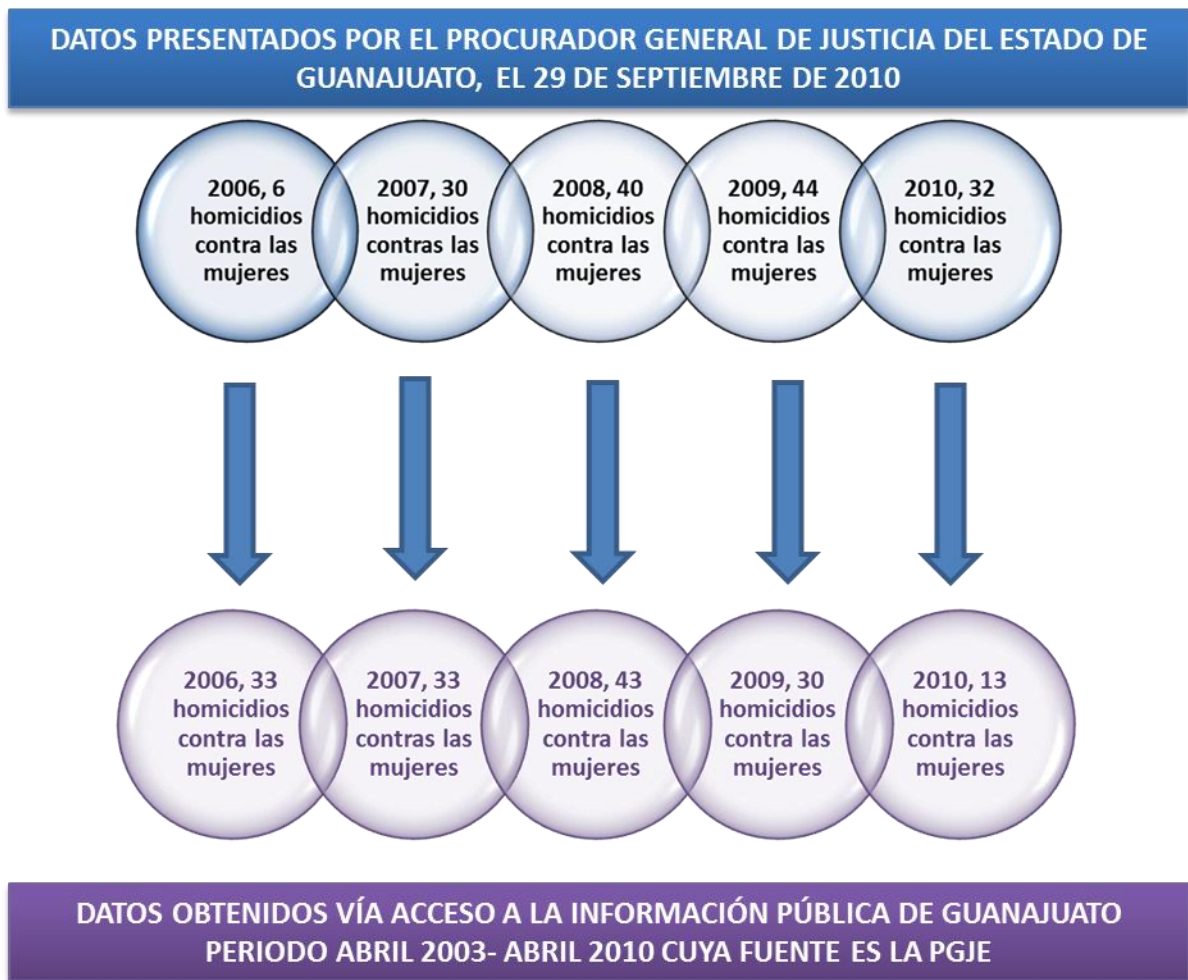 DATOS PRESENTADOS POR EL PROCURADOR GENERAL DE JUSTICIA DEL ESTADO DE
GUANAJUATO, EL 29 DE SEPTIEMBRE DE 2010
2006, 6
homicidios
contra las
mujeres
2007, 30
homicidios
contras las
mujeres
2008, 40
homicidios
contra las
mujeres
2009, 44
homicidios
contra las
mujeres
2010, 32
homicidios
contra las
mujeres
2006, 33
homicidios
contra las
mujeres
2007, 33
homicidios
contras las
mujeres
2008, 43
homicidios
contra las
mujeres
2009, 30
homicidios
contra las
mujeres
2010, 13
homicidios
contra las
mujeres
DATOS OBTENIDOS VÍA ACCESO A LA INFORMACIÓN PÚBLICA DE GUANAJUATO
PERIODO ABRIL 2003- ABRIL 2010 CUYA FUENTE ES LA PGJE